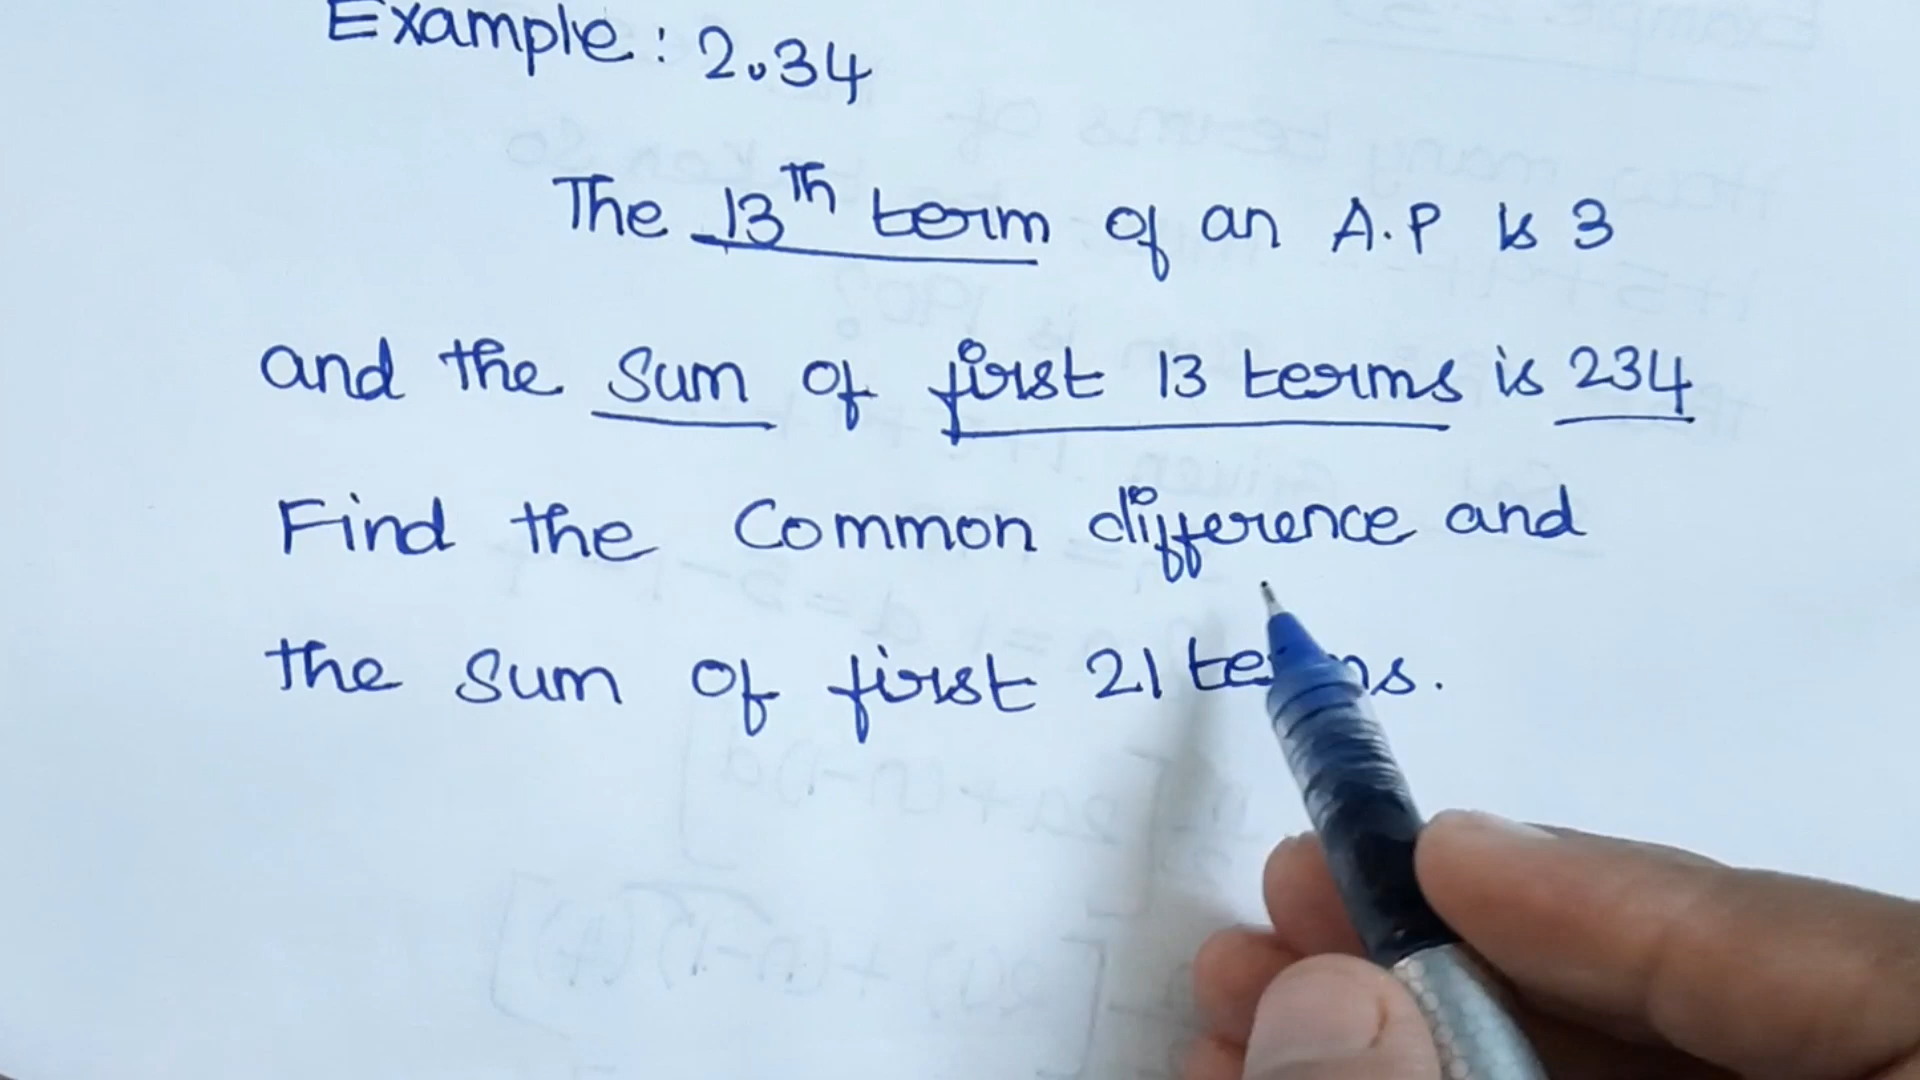 Example: 2.34
The 13th term of an A.P is 3
and the sum of first 13 terms is 234
Find the Common difference and
the sum of first 21 terms.